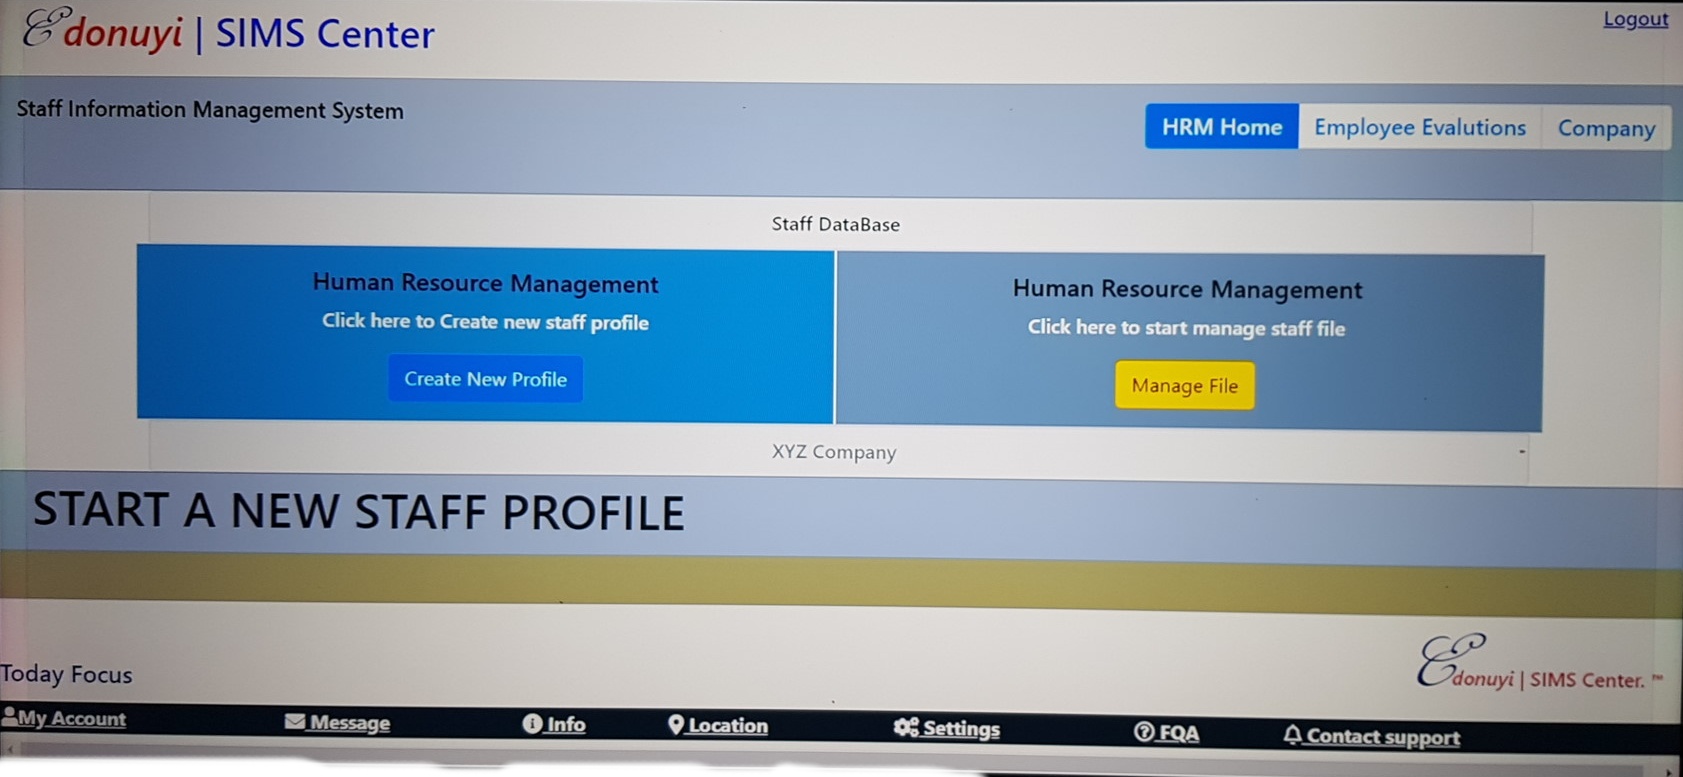 Edonuyi | SIMS Center
Logout
Staff Information Management System
HRM Home Employee Evalutions Company
Staff DataBase
Human Resource Management
Click here to Create new staff profile
Create New Profile
Human Resource Management
Click here to start manage staff file
Manage File
XYZ Company
START A NEW STAFF PROFILE
Today Focus
Edonuyi | SIMS Center. ™
My Account Message Info Location Settings FQA Contact support